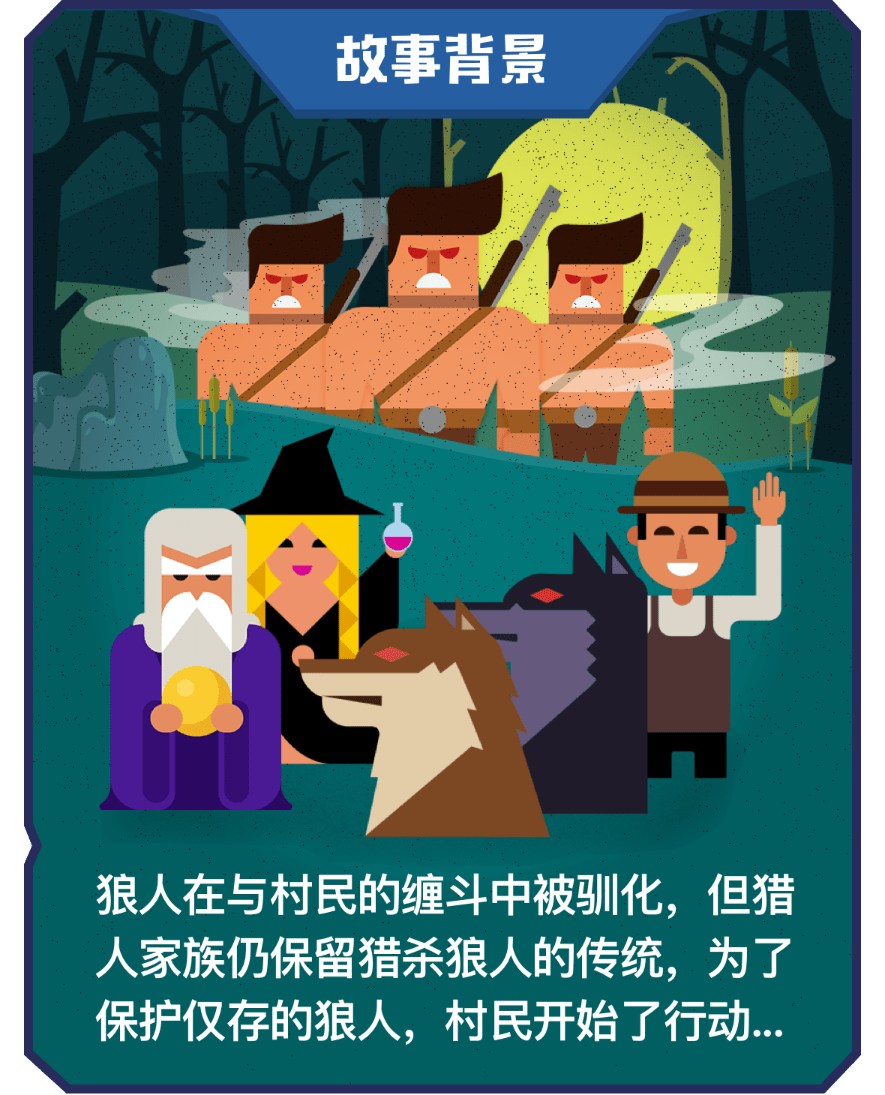 故事背景
狼人在与村民的缠斗中被驯化，但猎
人家族仍保留猎杀狼人的传统，为了
保护仅存的狼人，村民开始了行动...